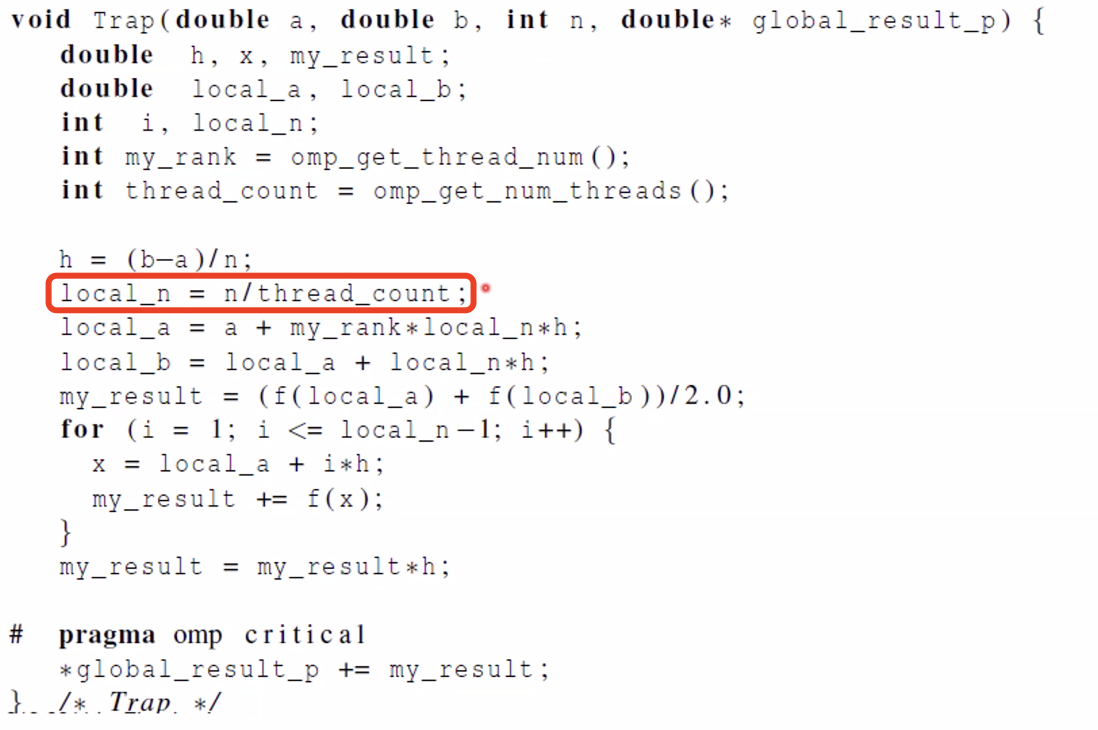 void Trap(double a, double b, int n, double* global_result_p) {
double h, x, my_result;
double local_a, local_b;
int i, local_n;
int my_rank = omp_get_thread_num();
int thread_count = omp_get_num_threads();
h = (b−a)/n;
local_n = n/thread_count;
local_a = a + my_rank*local_n*h;
local_b = local_a + local_n*h;
my_result = (f(local_a) + f(local_b))/2.0;
for (i = 1; i <= local_n−1; i++) {
x = local_a + i*h;
my_result += f(x);
}
my_result = my_result*h;
# pragma omp critical
*global_result_p += my_result;
} /* Trap */